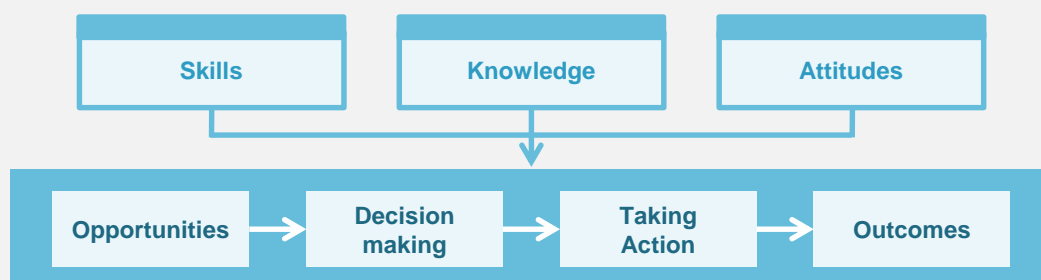 Skills
Knowledge
Attitudes
Opportunities
Decision
making
Taking
Action
Outcomes